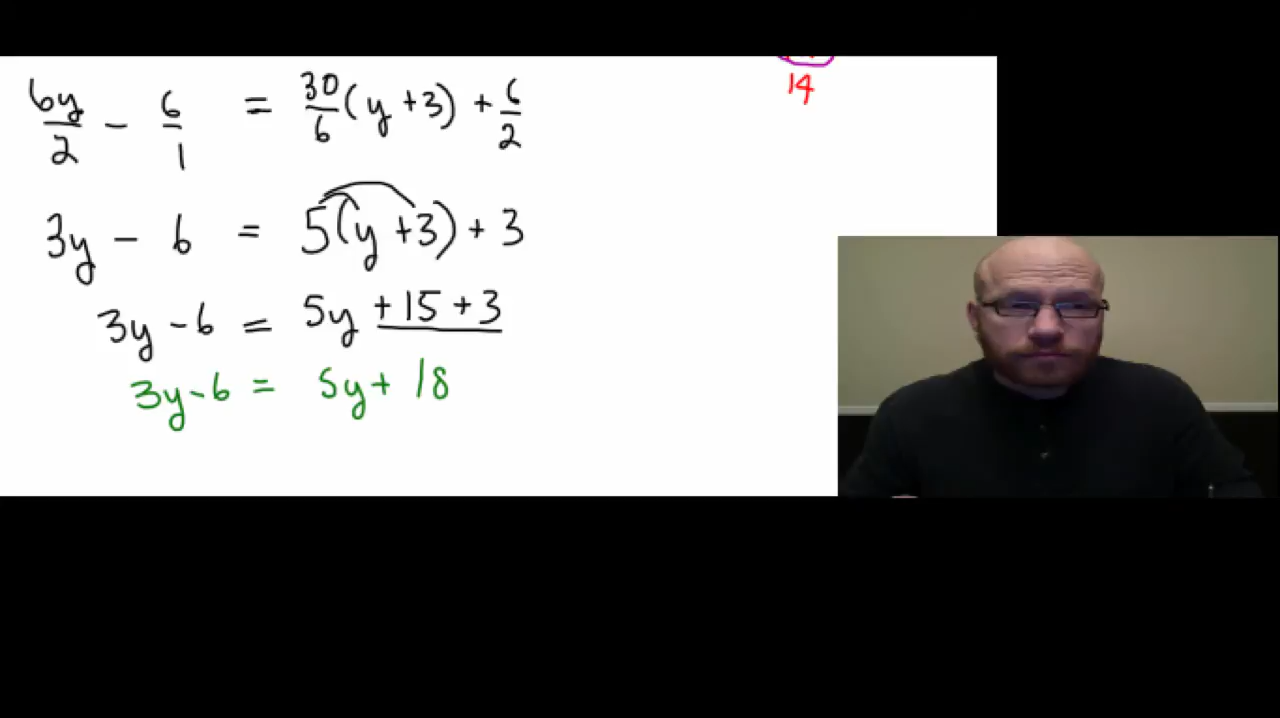 6y/2 - 6/1 = 30/6 (y + 3) + 6/2
14
3y - 6 = 5(y + 3) + 3
3y - 6 = 5y + 15 + 3
3y - 6 = 5y + 18